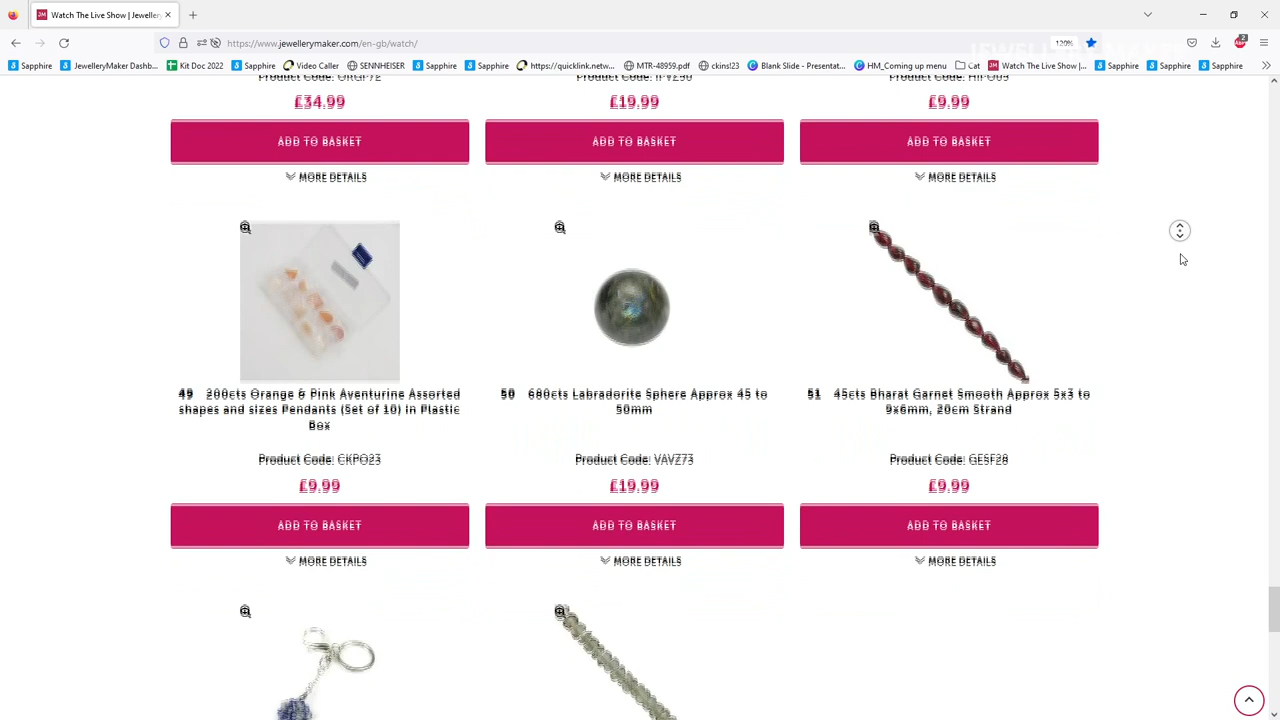 Watch The Live Show | Jeweller
https://www.jewellerymaker.com/en-gb/watch/
120%
2
Sapphire
JewelleryMaker Dashb...
Kit Doc 2022
Sapphire
Video Caller
SENNHEISER
Sapphire
Sapphire
https://quicklink.netw...
MTR-48959.pdf
ckins!23
Blank Slide - Presentat...
HM_Coming up menu
Cat
Watch The Live Show |...
Sapphire
Sapphire
Sapphire
£34.99
£19.99
£9.99
ADD TO BASKET
ADD TO BASKET
ADD TO BASKET
MORE DETAILS
MORE DETAILS
MORE DETAILS
49 200cts Orange & Pink Aventurine Assorted
shapes and sizes Pendants (Set of 10) in Plastic
Box
50 680cts Labradorite Sphere Approx 45 to
50mm
51 45cts Bharat Garnet Smooth Approx 5x3 to
9x6mm, 20cm Strand
Product Code: CKPO23
Product Code: VAVZ73
Product Code: GESF28
£9.99
£19.99
£9.99
ADD TO BASKET
ADD TO BASKET
ADD TO BASKET
MORE DETAILS
MORE DETAILS
MORE DETAILS